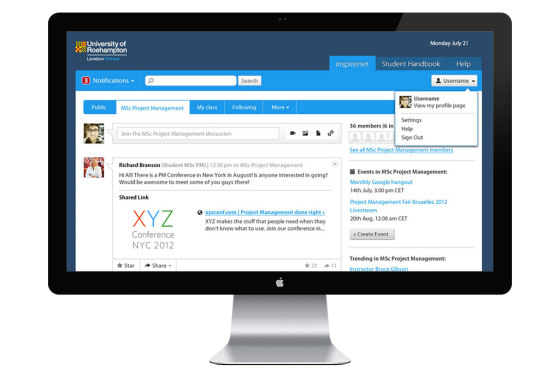 University of
Roehampton
London Online
Monday July 21
inspirenet
Student Handbook
Help
3 Notifications
Search
Username
Username
View my profile page
Settings
Help
Sign Out
Public
MSc Project Management
My class
Following
More
Join the MSc Project Management discussion
36 members (6 in
See all MSc Project Management members
Richard Branson (Student MSc PM) | 12:30 pm to MSc Project Management
Hi All! There is a PM Conference in New York in August! Is anyone interested in going?
Would be awesome to meet some of you guys there!
Shared Link
XYZ
Conference
NYC 2012
xyzconf.com | Project Management done right »
XYZ makes the stuff that people need when they
don't know what to use. Join our conference in...
Star
Share
23
11
Events in MSc Project Management:
Monthly Google hangout
14th July, 3.00 pm CET
Project Management Fair Bruxelles 2012
Livestream
20th Aug, 12.00 am CET
+ Create Event
Trending in MSc Project Management:
Instructor Bruce Gibson